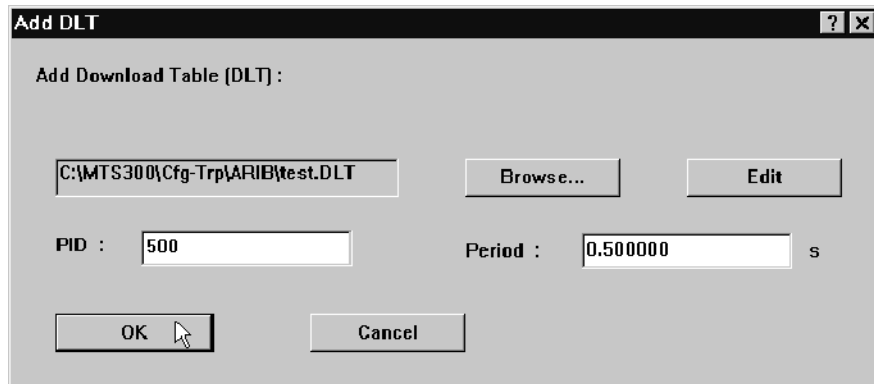 Add DLT
Add Download Table (DLT) :
C:\MTS300\Cfg-Trp\ARIB\test.DLT Browse... Edit
PID : 500 Period : 0.500000 s
OK Cancel